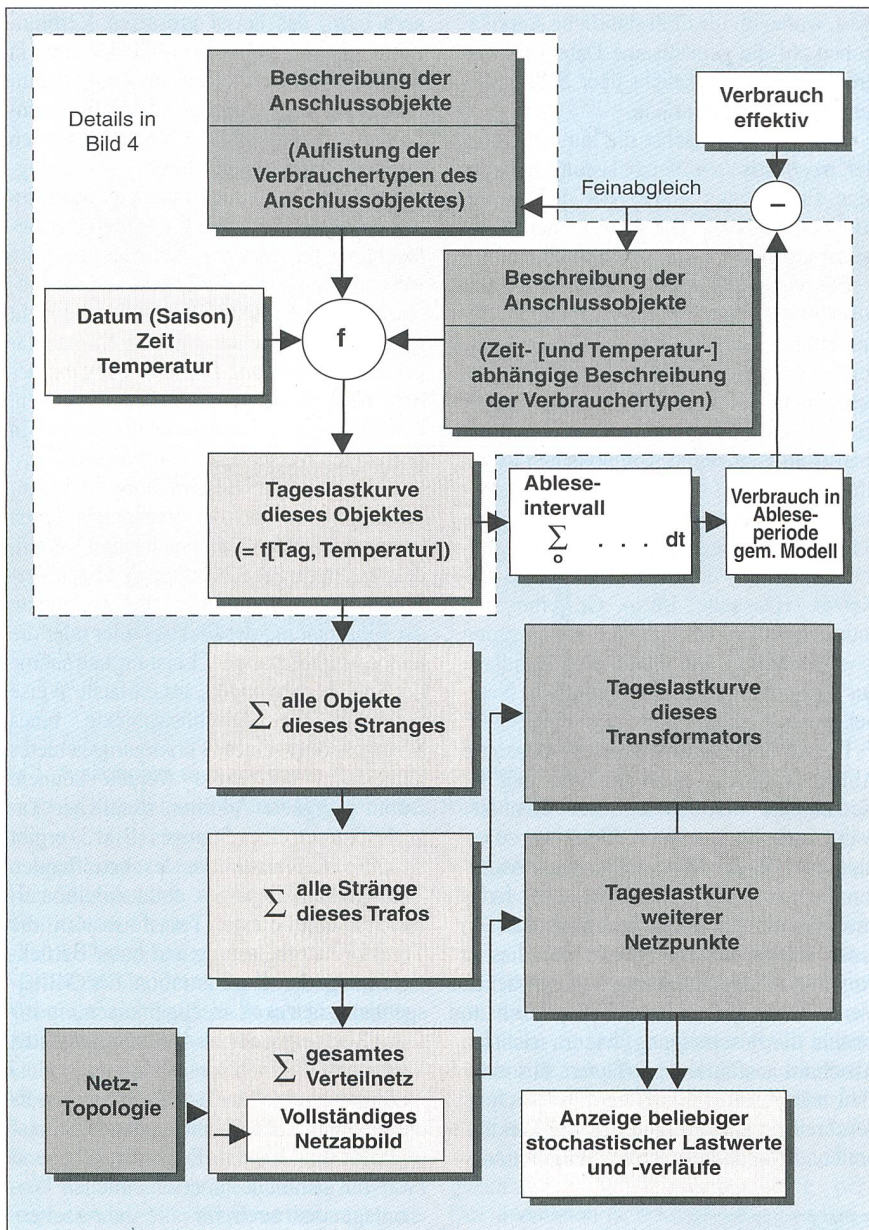 Details in
Bild 4
Beschreibung der
Anschlussobjekte
(Auflistung der
Verbrauchertypen des
Anschlussobjektes)
Verbrauch
effektiv
Feinabgleich
–
Beschreibung der
Anschlussobjekte
(Zeit- [und Temperatur-]
abhängige Beschreibung
der Verbrauchertypen)
Datum (Saison)
Zeit
Temperatur
f
Tageslastkurve
dieses Objektes
(= f[Tag, Temperatur])
Ablese-
intervall
∑ . . . dt
o
Verbrauch in
Ablese-
periode
gem. Modell
∑ alle Objekte
dieses Stranges
Tageslastkurve
dieses
Transformators
∑ alle Stränge
dieses Trafos
Tageslastkurve
weiterer
Netzpunkte
Netz-
Topologie
∑ gesamtes
Verteilnetz
Vollständiges
Netzabbild
Anzeige beliebiger
stochastischer Lastwerte
und -verläufe